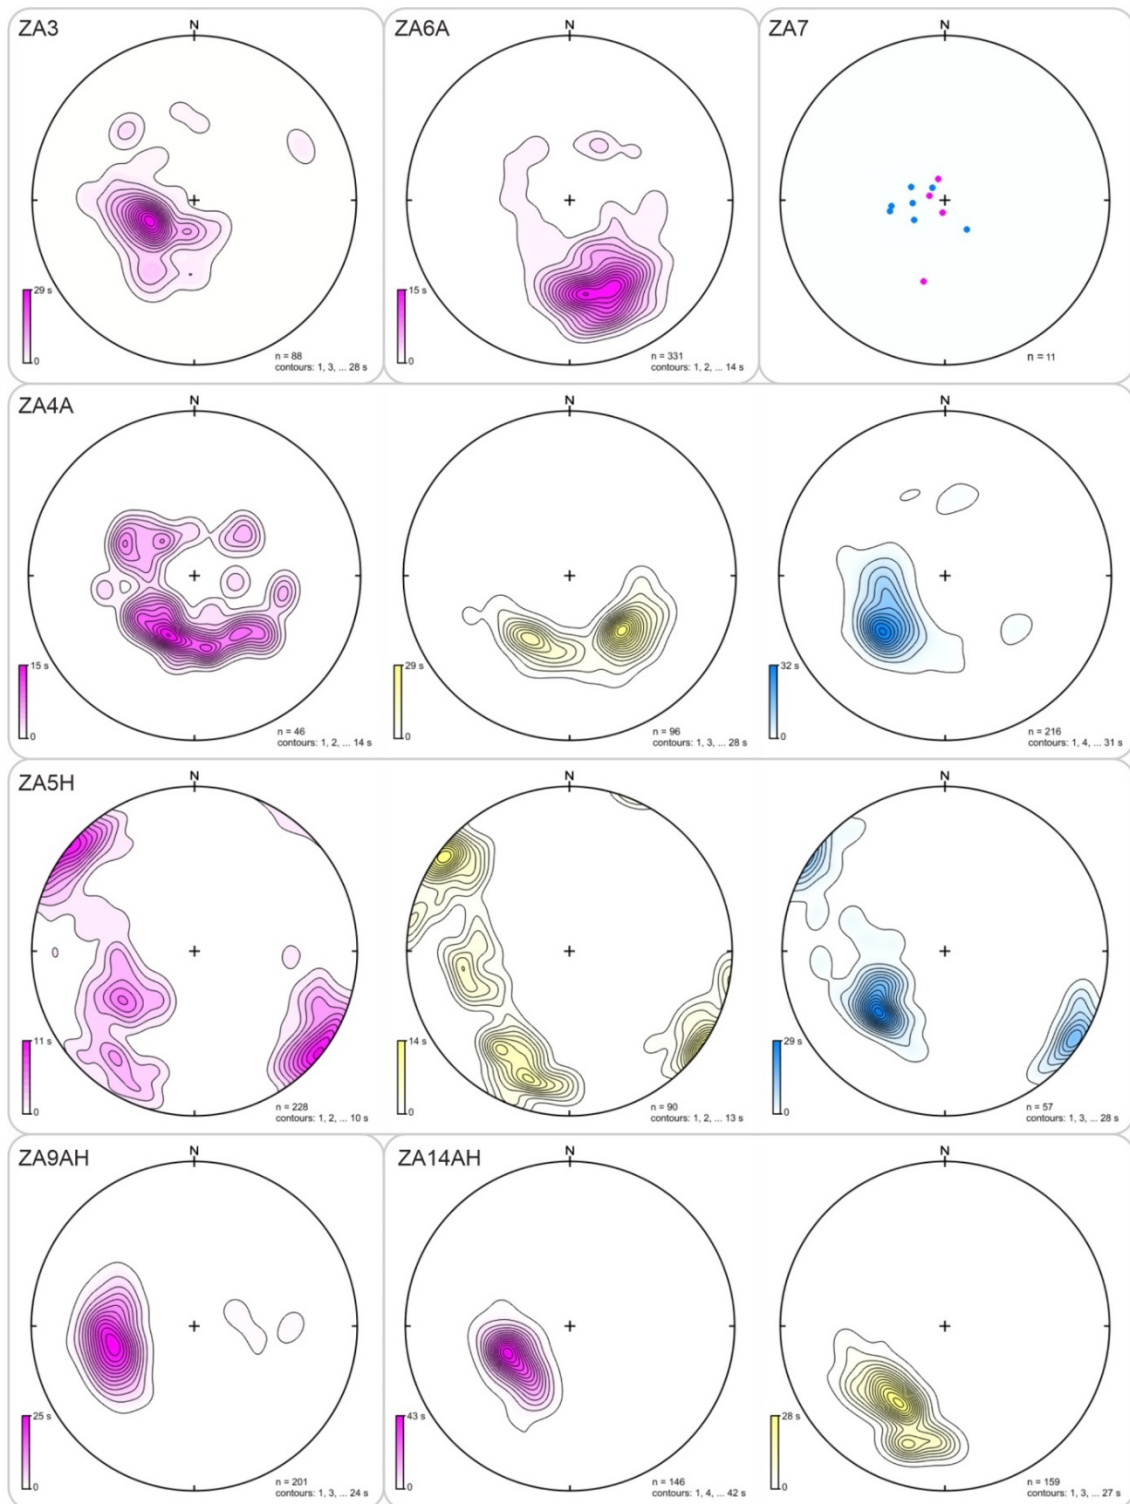 ZA3
N
29 s
0
n = 88
contours: 1, 3, ... 28 s
ZA6A
N
15 s
0
n = 331
contours: 1, 2, ... 14 s
ZA7
N
n = 11
ZA4A
N
15 s
0
n = 46
contours: 1, 2, ... 14 s
N
29 s
0
n = 96
contours: 1, 3, ... 28 s
N
32 s
0
n = 216
contours: 1, 4, ... 31 s
ZA5H
N
11 s
0
n = 228
contours: 1, 2, ... 10 s
N
14 s
0
n = 90
contours: 1, 2, ... 13 s
N
29 s
0
n = 57
contours: 1, 3, ... 28 s
ZA9AH
N
25 s
0
n = 201
contours: 1, 3, ... 24 s
ZA14AH
N
43 s
0
n = 146
contours: 1, 4, ... 42 s
N
28 s
0
n = 159
contours: 1, 3, ... 27 s